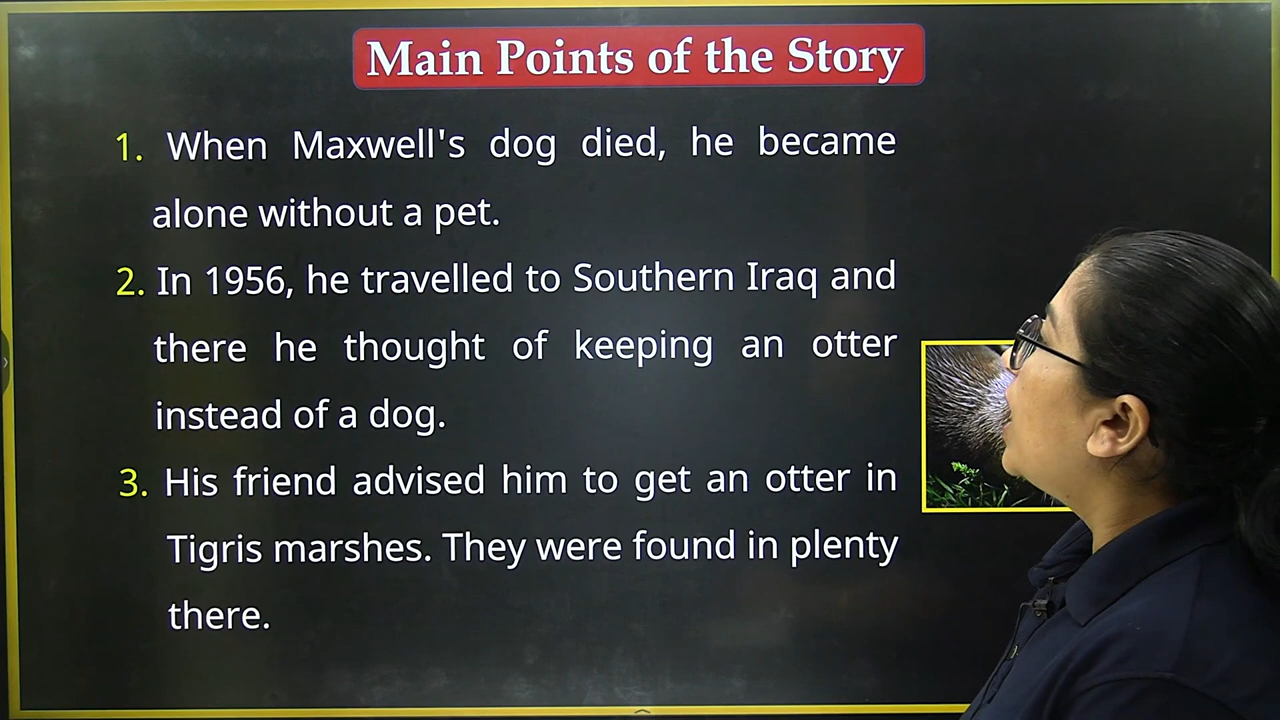 Main Points of the Story
1. When Maxwell's dog died, he became
alone without a pet.
2. In 1956, he travelled to Southern Iraq and
there he thought of keeping an otter
instead of a dog.
3. His friend advised him to get an otter in
Tigris marshes. They were found in plenty
there.